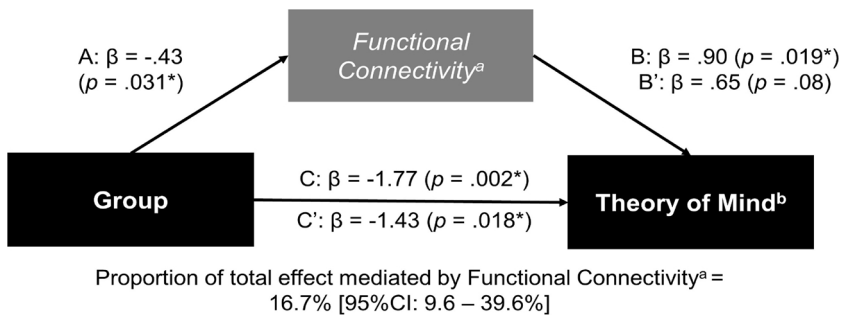 A: β = -.43
(p = .031*)
Functional
Connectivityᵃ
B: β = .90 (p = .019*)
B’: β = .65 (p = .08)
Group
C: β = -1.77 (p = .002*)
C’: β = -1.43 (p = .018*)
Theory of Mindᵇ
Proportion of total effect mediated by Functional Connectivityᵃ =
16.7% [95%CI: 9.6 – 39.6%]